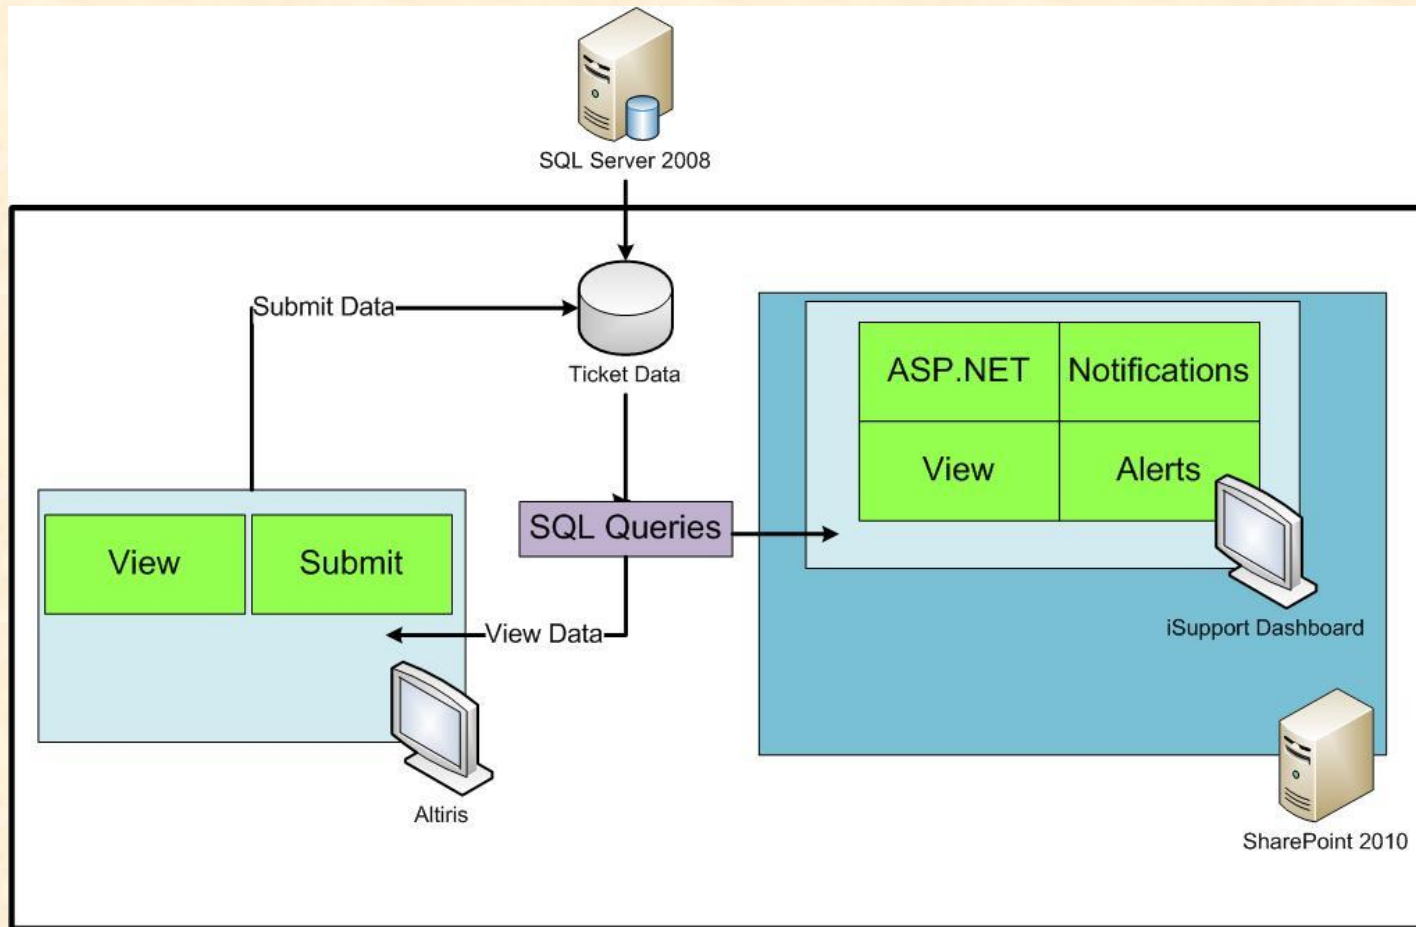 SQL Server 2008
Submit Data
Ticket Data
ASP.NET
Notifications
View
Alerts
SQL Queries
View
Submit
View Data
iSupport Dashboard
Altiris
SharePoint 2010